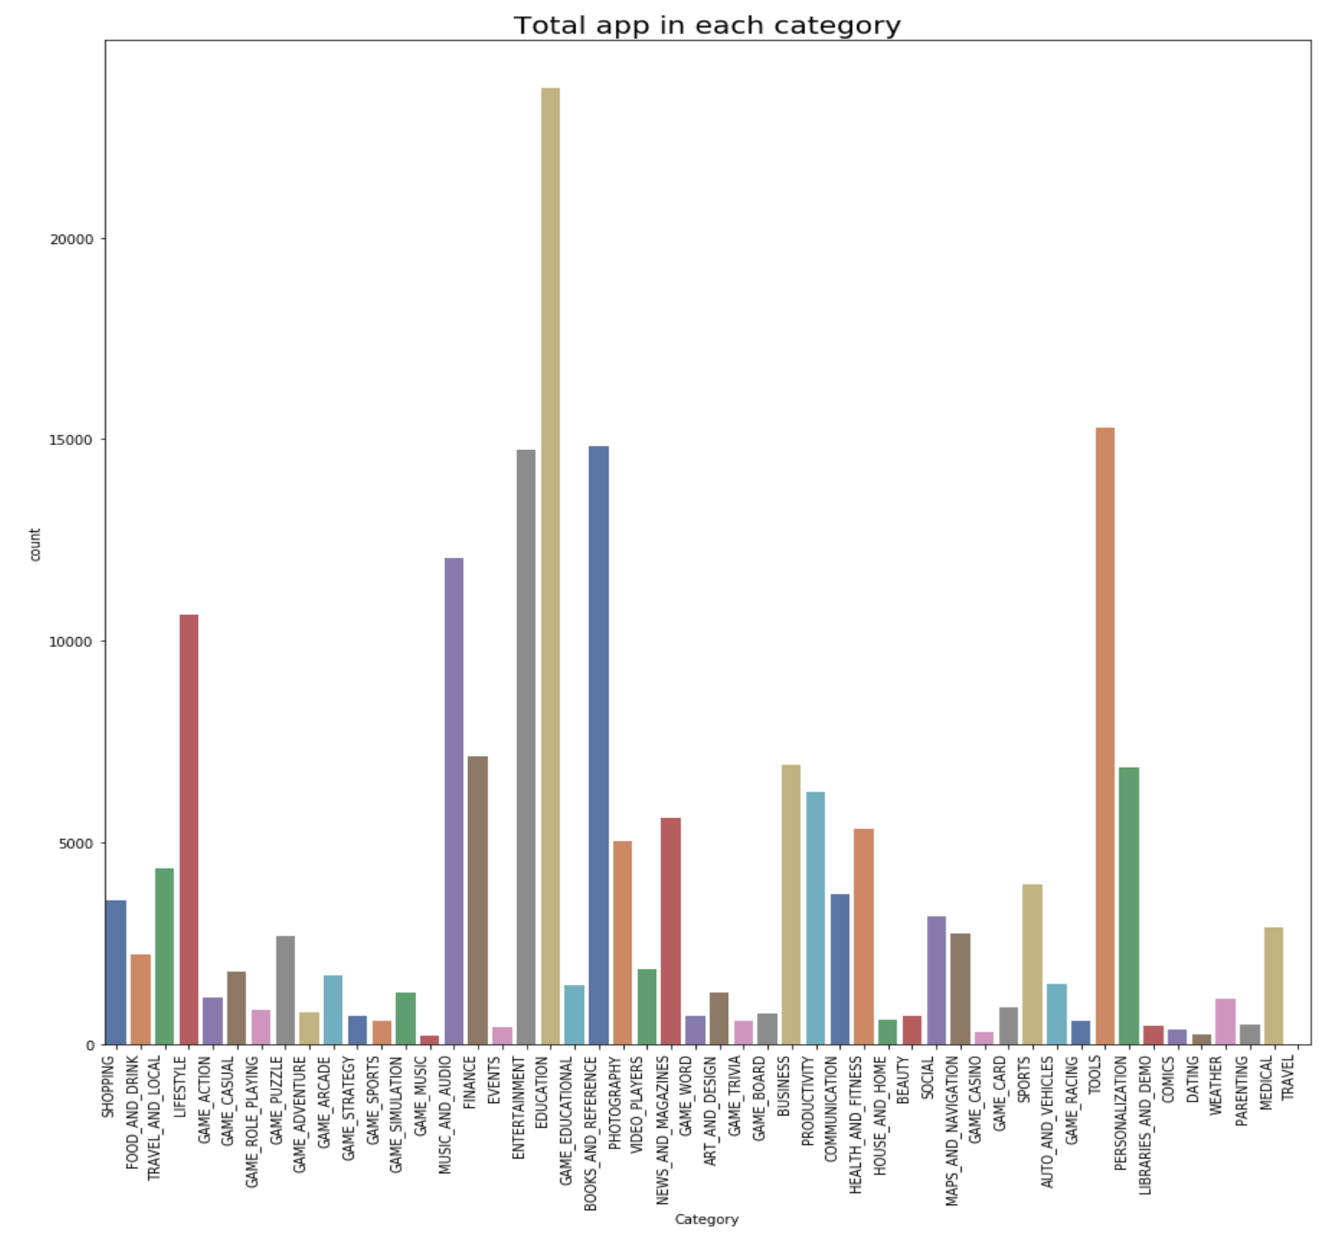 Total app in each category
20000
15000
10000
5000
0
count
SHOPPING
FOOD_AND_DRINK
TRAVEL_AND_LOCAL
LIFESTYLE
GAME_ACTION
GAME_CASUAL
GAME_ROLE_PLAYING
GAME_PUZZLE
GAME_ADVENTURE
GAME_ARCADE
GAME_STRATEGY
GAME_SPORTS
GAME_SIMULATION
GAME_MUSIC
MUSIC_AND_AUDIO
FINANCE
EVENTS
ENTERTAINMENT
EDUCATION
GAME_EDUCATIONAL
BOOKS_AND_REFERENCE
PHOTOGRAPHY
VIDEO_PLAYERS
NEWS_AND_MAGAZINES
GAME_WORD
ART_AND_DESIGN
GAME_TRIVIA
GAME_BOARD
BUSINESS
PRODUCTIVITY
COMMUNICATION
HEALTH_AND_FITNESS
HOUSE_AND_HOME
BEAUTY
SOCIAL
MAPS_AND_NAVIGATION
GAME_CASINO
GAME_CARD
SPORTS
AUTO_AND_VEHICLES
GAME_RACING
TOOLS
PERSONALIZATION
LIBRARIES_AND_DEMO
COMICS
DATING
WEATHER
PARENTING
MEDICAL
TRAVEL
Category